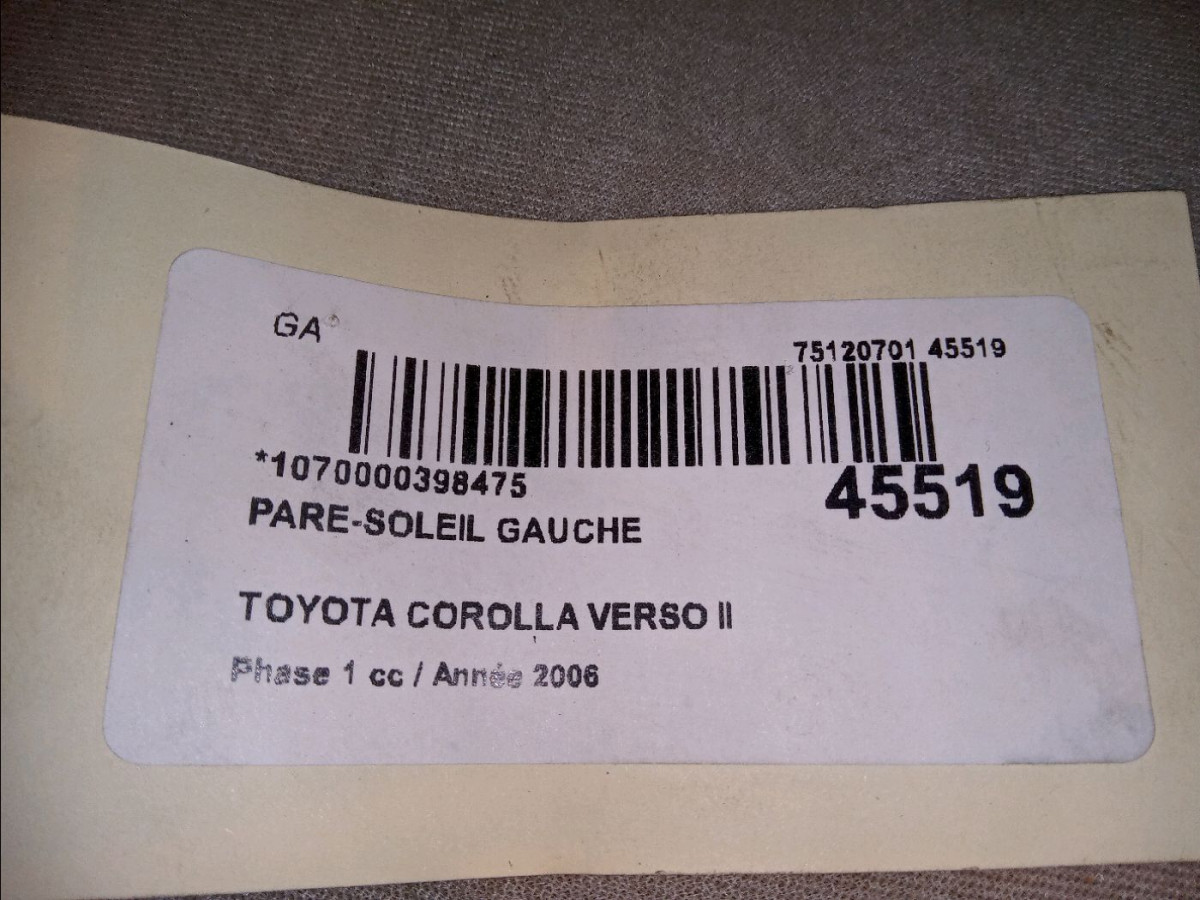 GA
75120701 45519
*1070000398475
45519
PARE-SOLEIL GAUCHE
TOYOTA COROLLA VERSO II
Phase 1 cc / Année 2006